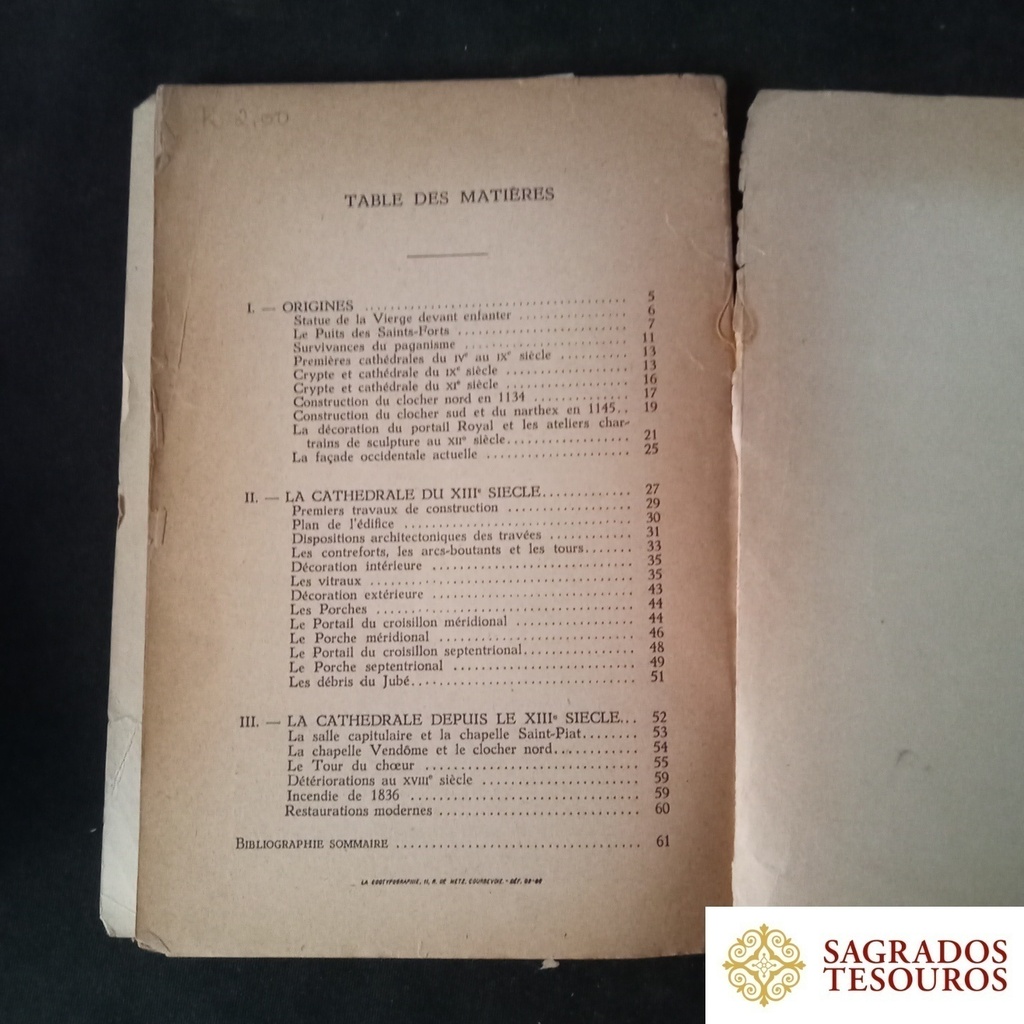 K 2,00
TABLE DES MATIÈRES
I. — ORIGINES ........ 5
Statue de la Vierge devant enfanter ........ 6
Le Puits des Saints-Forts ........ 7
Survivances du paganisme ........ 11
Premières cathédrales du IVe au IXe siècle ........ 13
Crypte et cathédrale du IXe siècle ........ 13
Crypte et cathédrale du XIe siècle ........ 16
Construction du clocher nord en 1134 ........ 17
Construction du clocher sud et du narthex en 1145.. 19
La décoration du portail Royal et les ateliers char-
trains de sculpture au XIIe siècle........ 21
La façade occidentale actuelle ........ 25
II. — LA CATHEDRALE DU XIIIe SIECLE........ 27
Premiers travaux de construction ........ 29
Plan de l'édifice ........ 30
Dispositions architectoniques des travées ........ 31
Les contreforts, les arcs-boutants et les tours....... 33
Décoration intérieure ........ 35
Les vitraux ........ 35
Décoration extérieure ........ 43
Les Porches ........ 44
Le Portail du croisillon méridional ........ 44
Le Porche méridional ........ 46
Le Portail du croisillon septentrional........ 48
Le Porche septentrional ........ 49
Les débris du Jubé........ 51
III. — LA CATHEDRALE DEPUIS LE XIIIe SIECLE... 52
La salle capitulaire et la chapelle Saint-Piat........ 53
La chapelle Vendôme et le clocher nord........ 54
Le Tour du chœur ........ 55
Détériorations au XVIIIe siècle ........ 59
Incendie de 1836 ........ 59
Restaurations modernes ........ 60
BIBLIOGRAPHIE SOMMAIRE ........ 61
11, R. DE METZ, COURBEVOIE.
SAGRADOS
TESOUROS